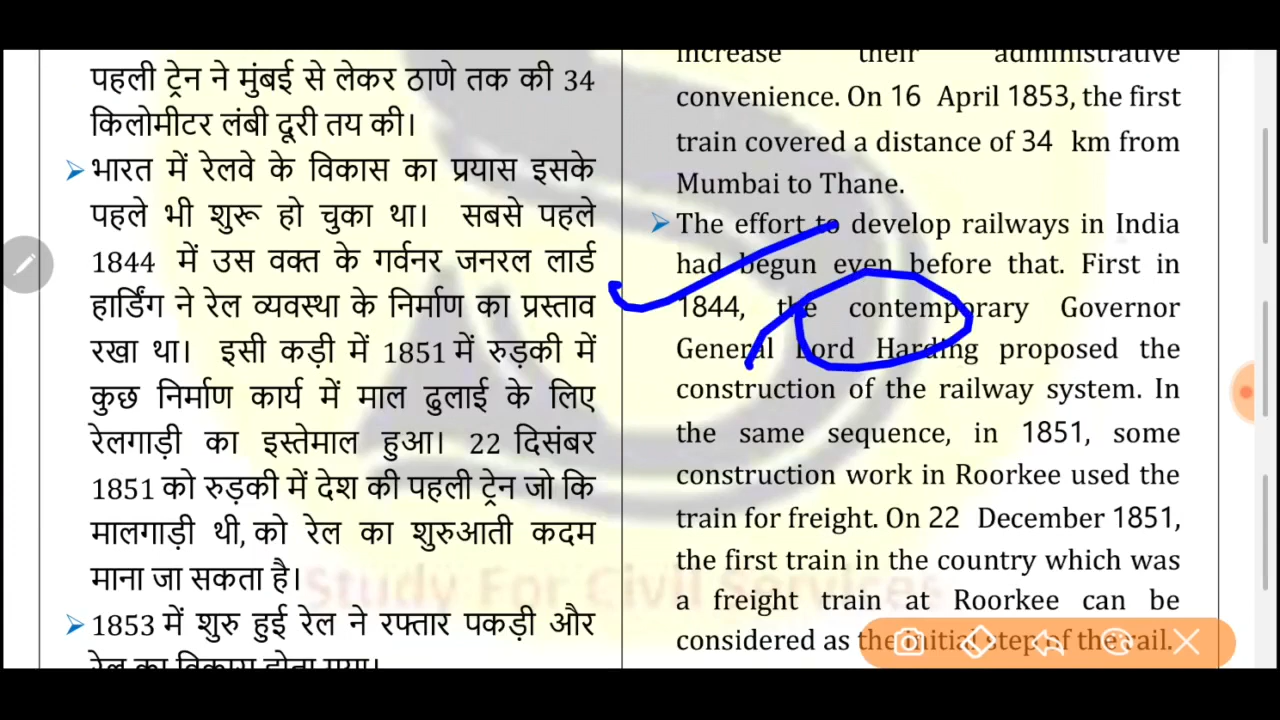 पहली ट्रेन ने मुंबई से लेकर ठाणे तक की 34
किलोमीटर लंबी दूरी तय की।
भारत में रेलवे के विकास का प्रयास इसके
पहले भी शुरू हो चुका था। सबसे पहले
1844 में उस वक्त के गर्वनर जनरल लार्ड
हार्डिंग ने रेल व्यवस्था के निर्माण का प्रस्ताव
रखा था। इसी कड़ी में 1851 में रुड़की में
कुछ निर्माण कार्य में माल ढुलाई के लिए
रेलगाड़ी का इस्तेमाल हुआ। 22 दिसंबर
1851 को रुड़की में देश की पहली ट्रेन जो कि
मालगाड़ी थी, को रेल का शुरुआती कदम
माना जा सकता है।
1853 में शुरु हुई रेल ने रफ्तार पकड़ी और
रेल का विकास होता गया।
increase their administrative
convenience. On 16 April 1853, the first
train covered a distance of 34 km from
Mumbai to Thane.
The effort to develop railways in India
had begun even before that. First in
1844, the contemporary Governor
General Lord Harding proposed the
construction of the railway system. In
the same sequence, in 1851, some
construction work in Roorkee used the
train for freight. On 22 December 1851,
the first train in the country which was
a freight train at Roorkee can be
considered as the initial step of the rail.
Study For Civil Services